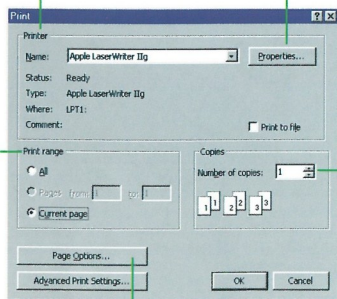 Print
Printer
Name: Apple LaserWriter IIg Properties...
Status: Ready
Type: Apple LaserWriter IIg
Where: LPT1:
Comment: Print to file
Print range Copies
All Number of copies: 1
Pages from: 1 to: 1
1 1 2 2 3 3
Current page
Page Options...
Advanced Print Settings... OK Cancel